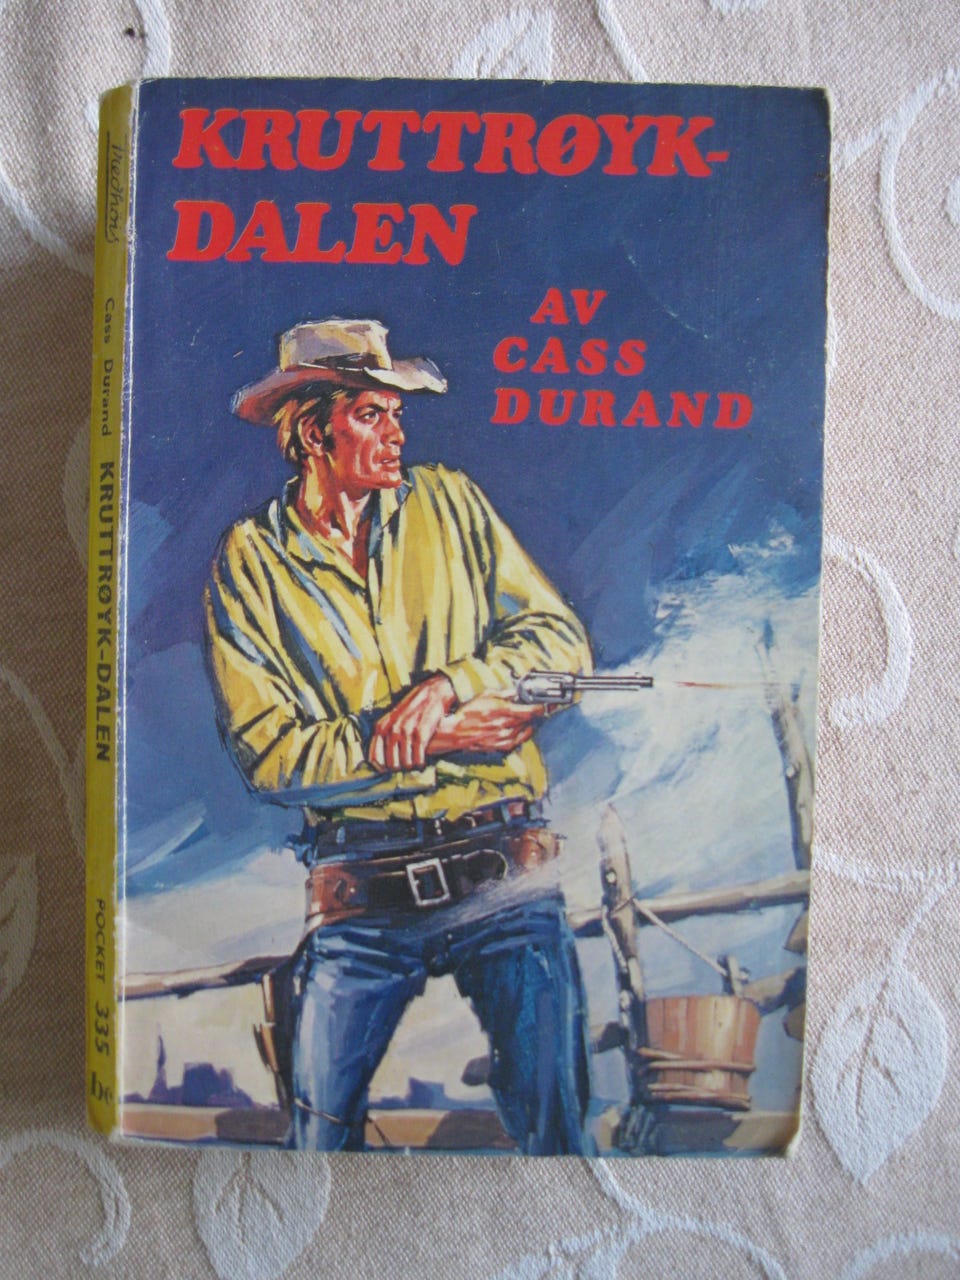 KRUTTRØYK-
DALEN
AV
CASS
DURAND
Cass Durand KRUTTRØYK-DALEN POCKET 335